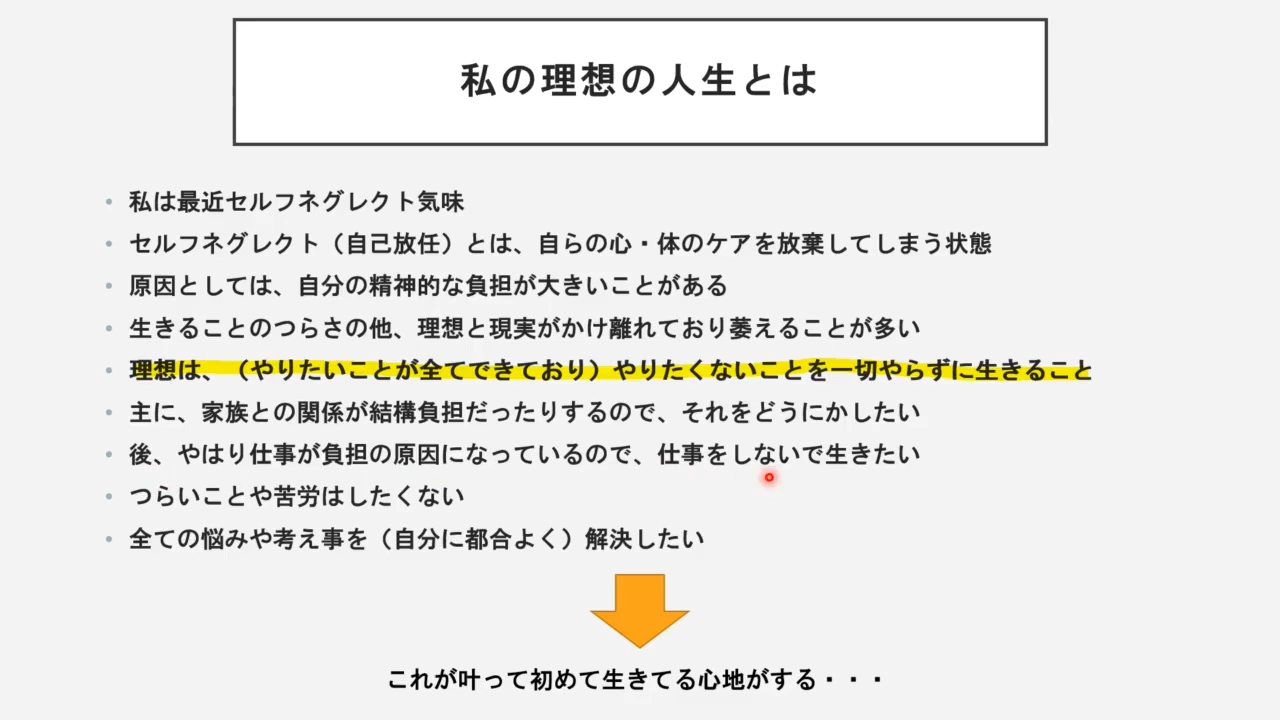 私の理想の人生とは
• 私は最近セルフネグレクト気味
• セルフネグレクト（自己放任）とは、自らの心・体のケアを放棄してしまう状態
• 原因としては、自分の精神的な負担が大きいことがある
• 生きることのつらさの他、理想と現実がかけ離れており萎えることが多い
• 理想は、（やりたいことが全てできており）やりたくないことを一切やらずに生きること
• 主に、家族との関係が結構負担だったりするので、それをどうにかしたい
• 後、やはり仕事が負担の原因になっているので、仕事をしないで生きたい
• つらいことや苦労はしたくない
• 全ての悩みや考え事を（自分に都合よく）解決したい
これが叶って初めて生きてる心地がする・・・